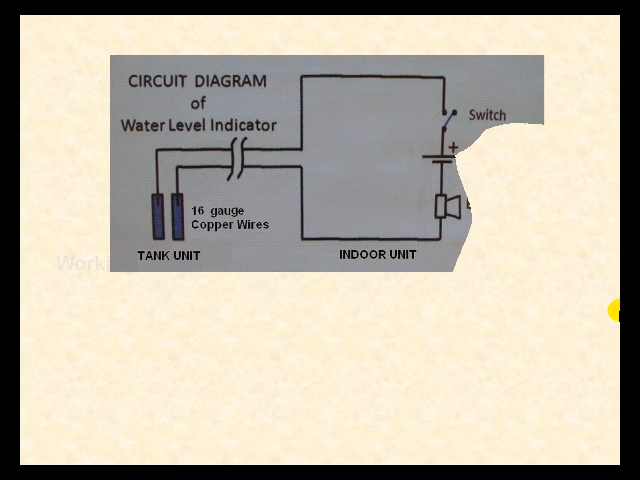 CIRCUIT DIAGRAM
of
Water Level Indicator
Switch
+
16 gauge
Copper Wires
TANK UNIT
INDOOR UNIT